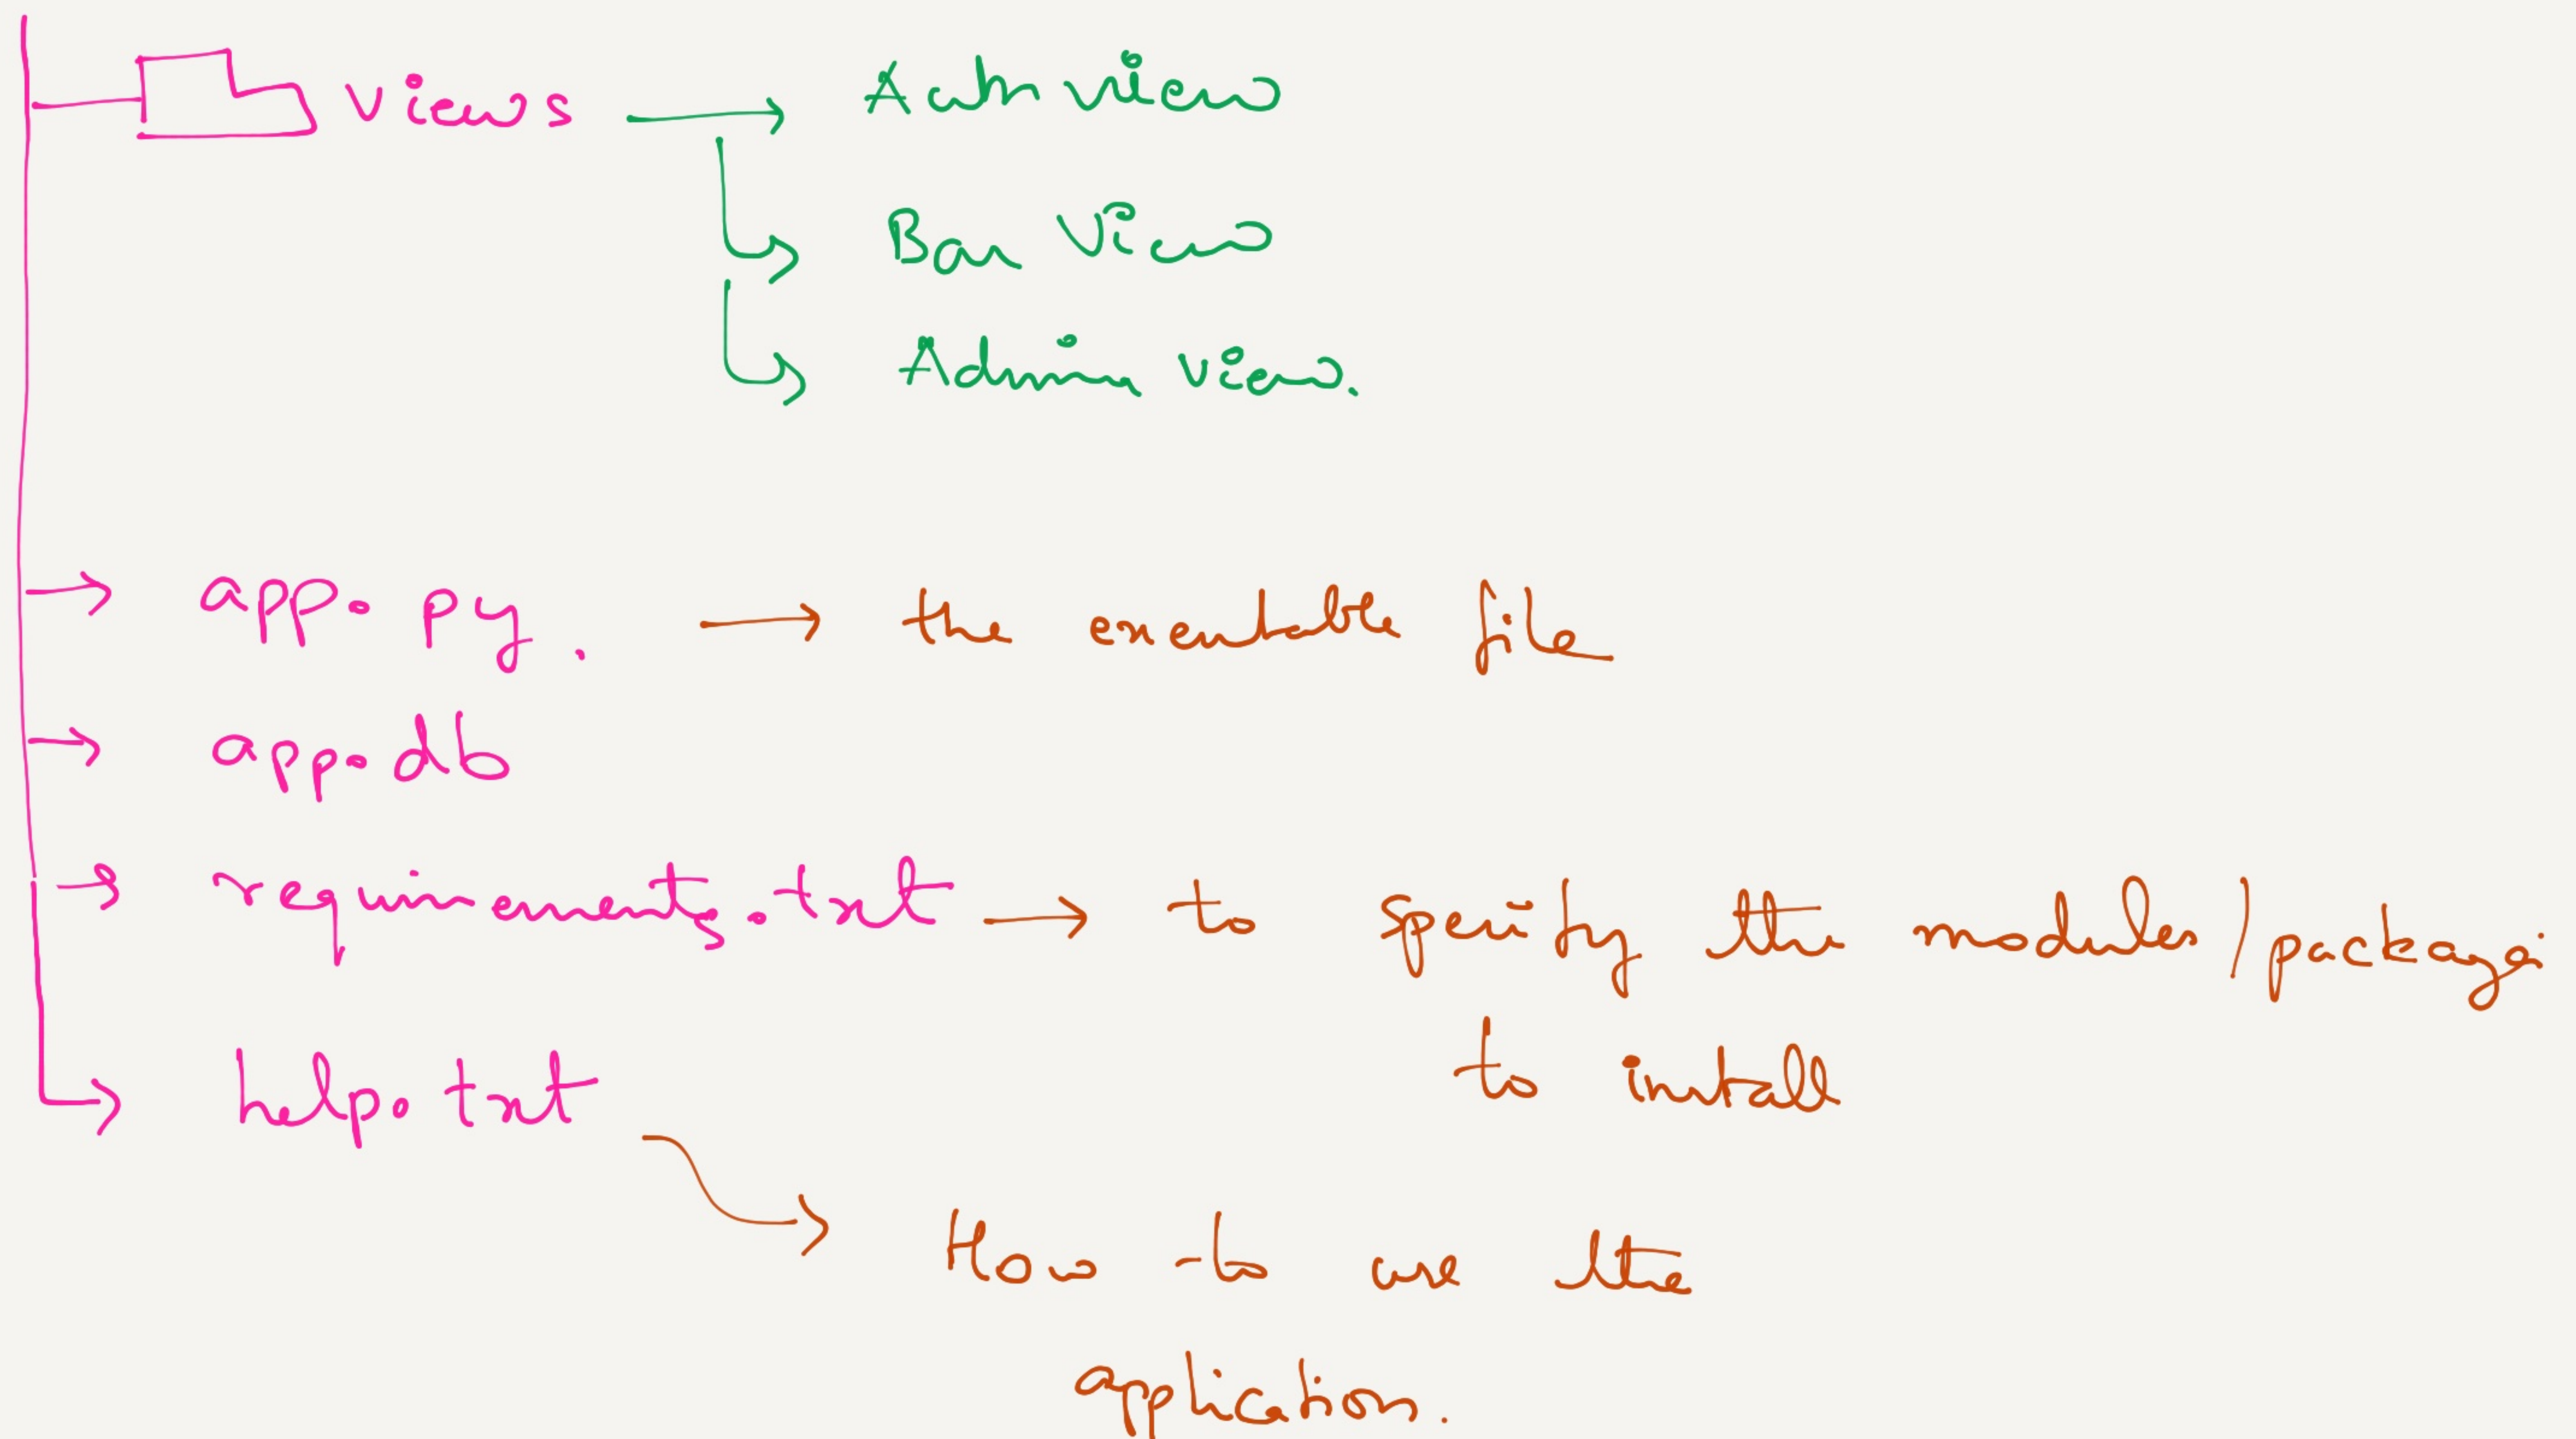 views → Auth view
Ban View
Admin view.
app.py. → the executable file
app.db
requirements.txt → to specify the modules/packages
to install
help.txt
How to use the
application.